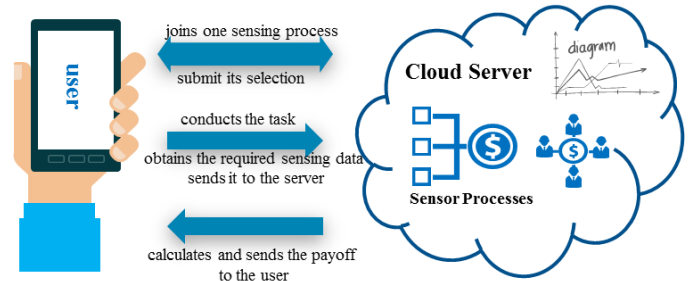 joins one sensing process
submit its selection
user
conducts the task
obtains the required sensing data
sends it to the server
calculates and sends the payoff
to the user
Cloud Server
diagram
$
$
Sensor Processes